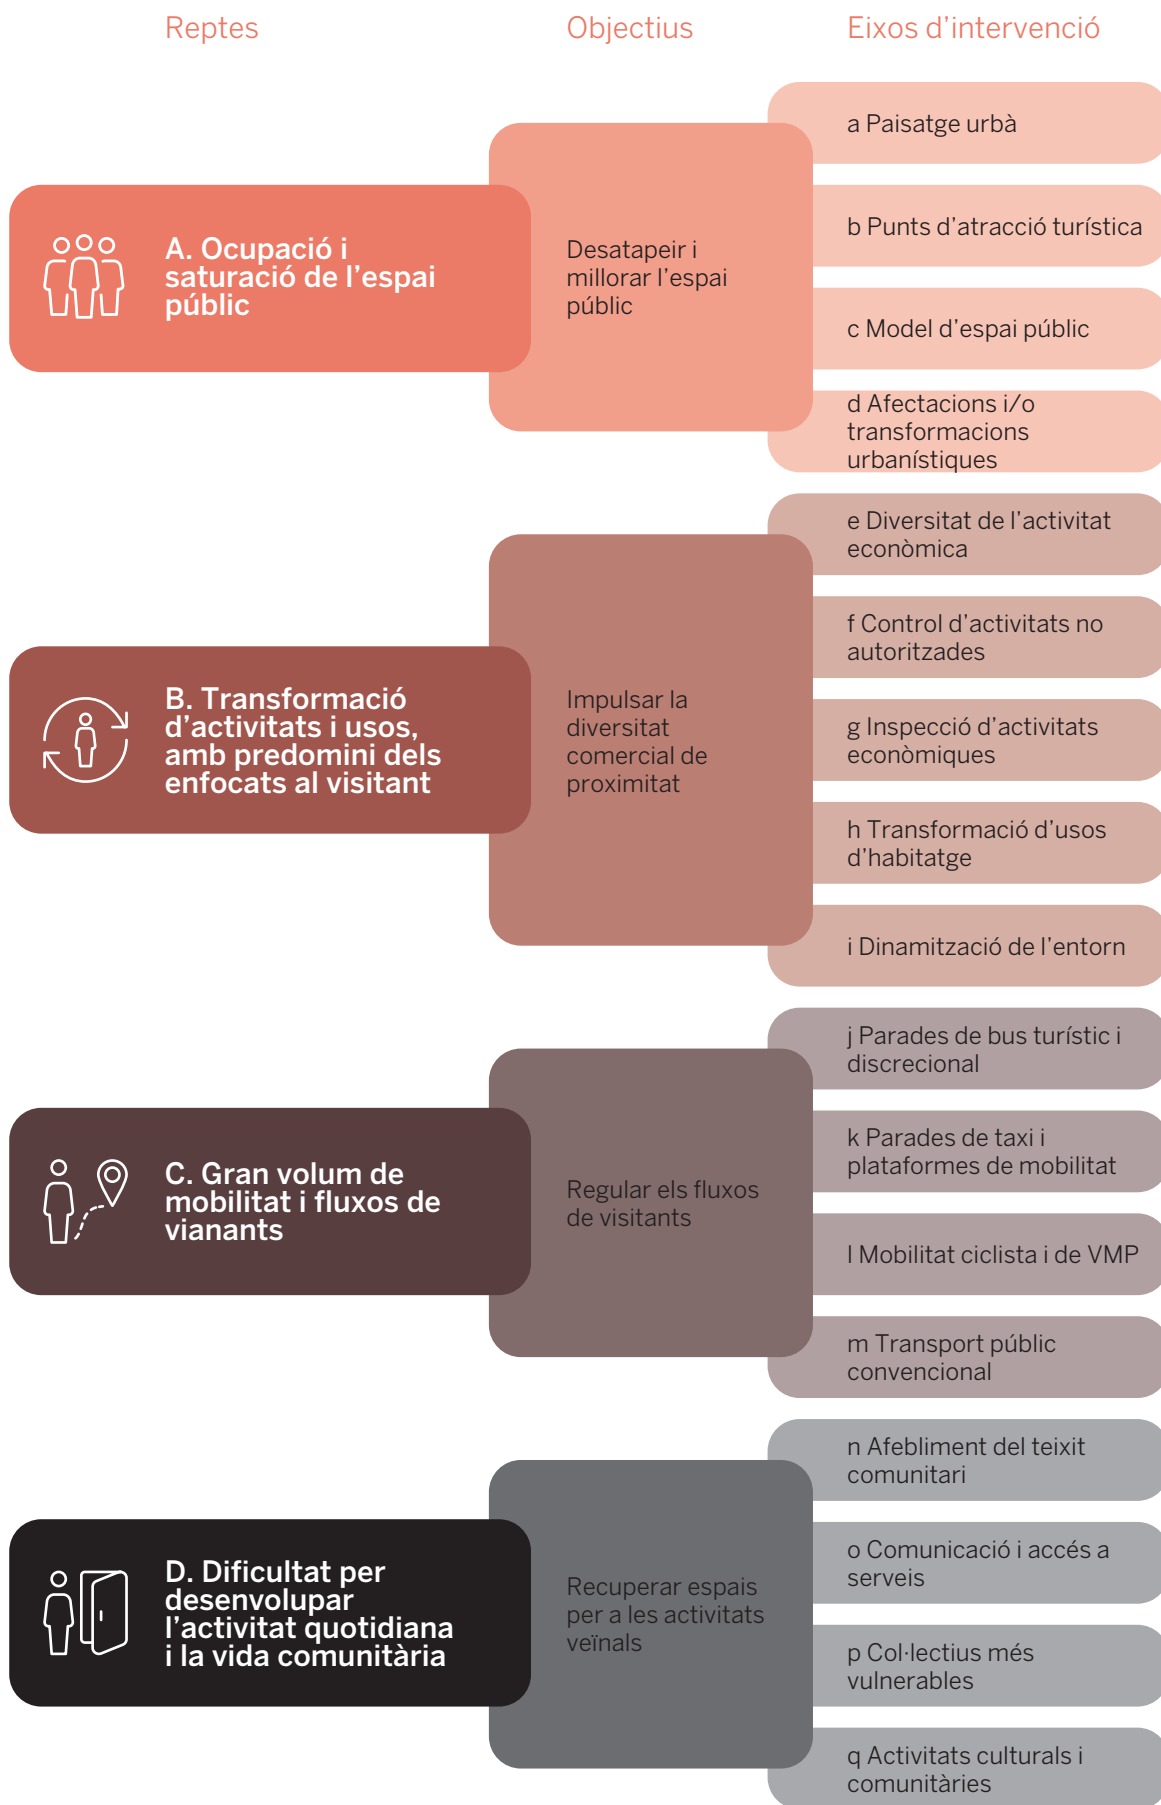 Reptes
Objectius
Eixos d’intervenció
A. Ocupació i
saturació de l’espai
públic
Desatapeir i
millorar l’espai
públic
a Paisatge urbà
b Punts d’atracció turística
c Model d’espai públic
d Afectacions i/o
transformacions
urbanístiques
B. Transformació
d’activitats i usos,
amb predomini dels
enfocats al visitant
Impulsar la
diversitat
comercial de
proximitat
e Diversitat de l’activitat
econòmica
f Control d’activitats no
autoritzades
g Inspecció d’activitats
econòmiques
h Transformació d’usos
d’habitatge
i Dinamització de l’entorn
C. Gran volum de
mobilitat i fluxos de
vianants
Regular els fluxos
de visitants
j Parades de bus turístic i
discrecional
k Parades de taxi i
plataformes de mobilitat
l Mobilitat ciclista i de VMP
m Transport públic
convencional
D. Dificultat per
desenvolupar
l’activitat quotidiana
i la vida comunitària
Recuperar espais
per a les activitats
veïnals
n Afebliment del teixit
comunitari
o Comunicació i accés a
serveis
p Col·lectius més
vulnerables
q Activitats culturals i
comunitàries